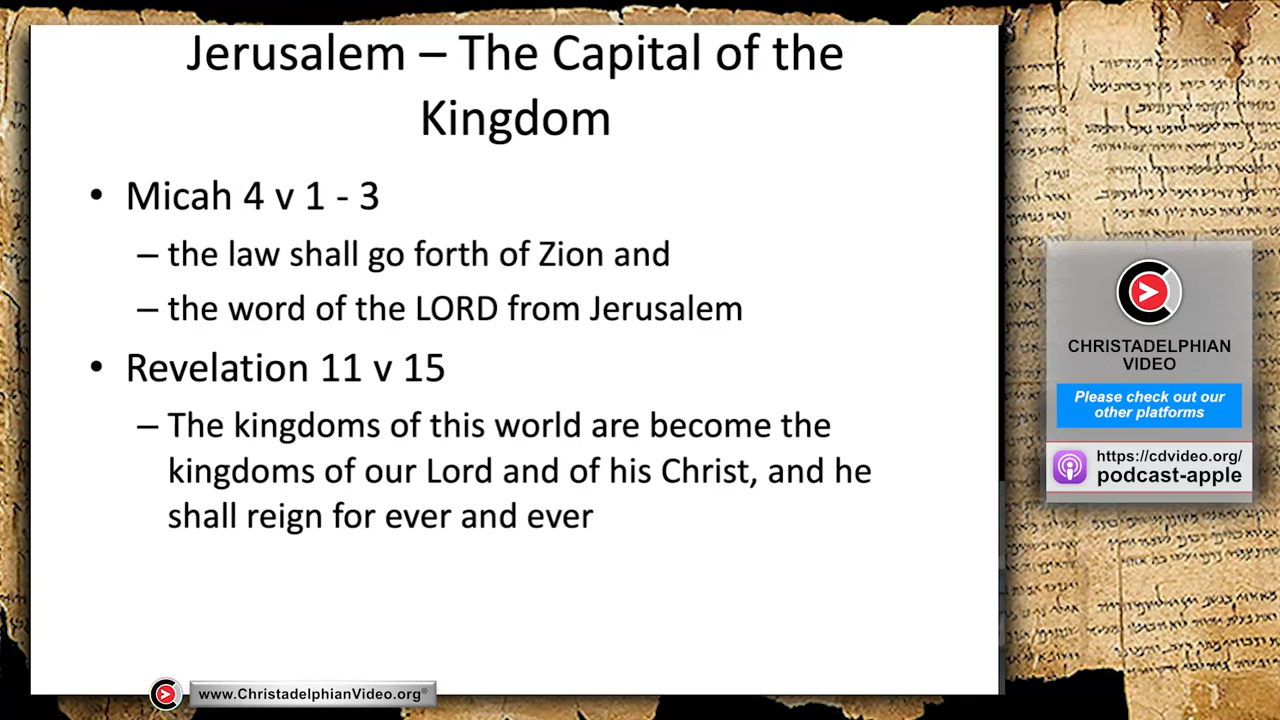 Jerusalem – The Capital of the
Kingdom
• Micah 4 v 1 - 3
– the law shall go forth of Zion and
– the word of the LORD from Jerusalem
• Revelation 11 v 15
– The kingdoms of this world are become the
kingdoms of our Lord and of his Christ, and he
shall reign for ever and ever
CHRISTADELPHIAN
VIDEO
Please check out our
other platforms
https://cdvideo.org/
podcast-apple
www.ChristadelphianVideo.org®